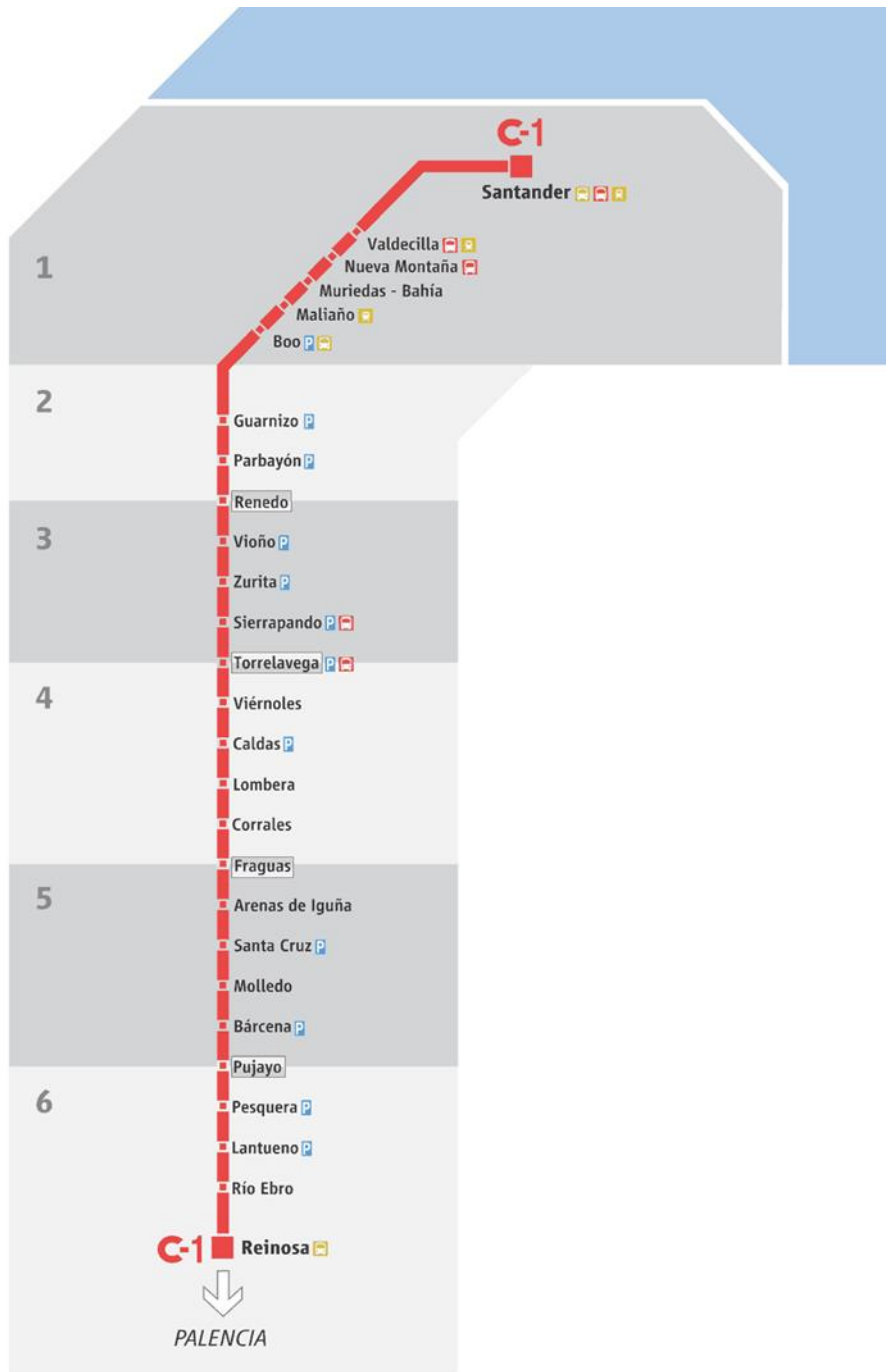 C-1
Santander
1
Valdecilla
Nueva Montaña
Muriedas - Bahía
Maliaño
Boo P
2
Guarnizo P
Parbayón P
Renedo
3
Vioño P
Zurita P
Sierrapando P
Torrelavega P
4
Viérnoles
Caldas P
Lombera
Corrales
Fraguas
5
Arenas de Iguña
Santa Cruz P
Molledo
Bárcena P
Pujayo
6
Pesquera P
Lantueno P
Río Ebro
C-1 Reinosa
PALENCIA